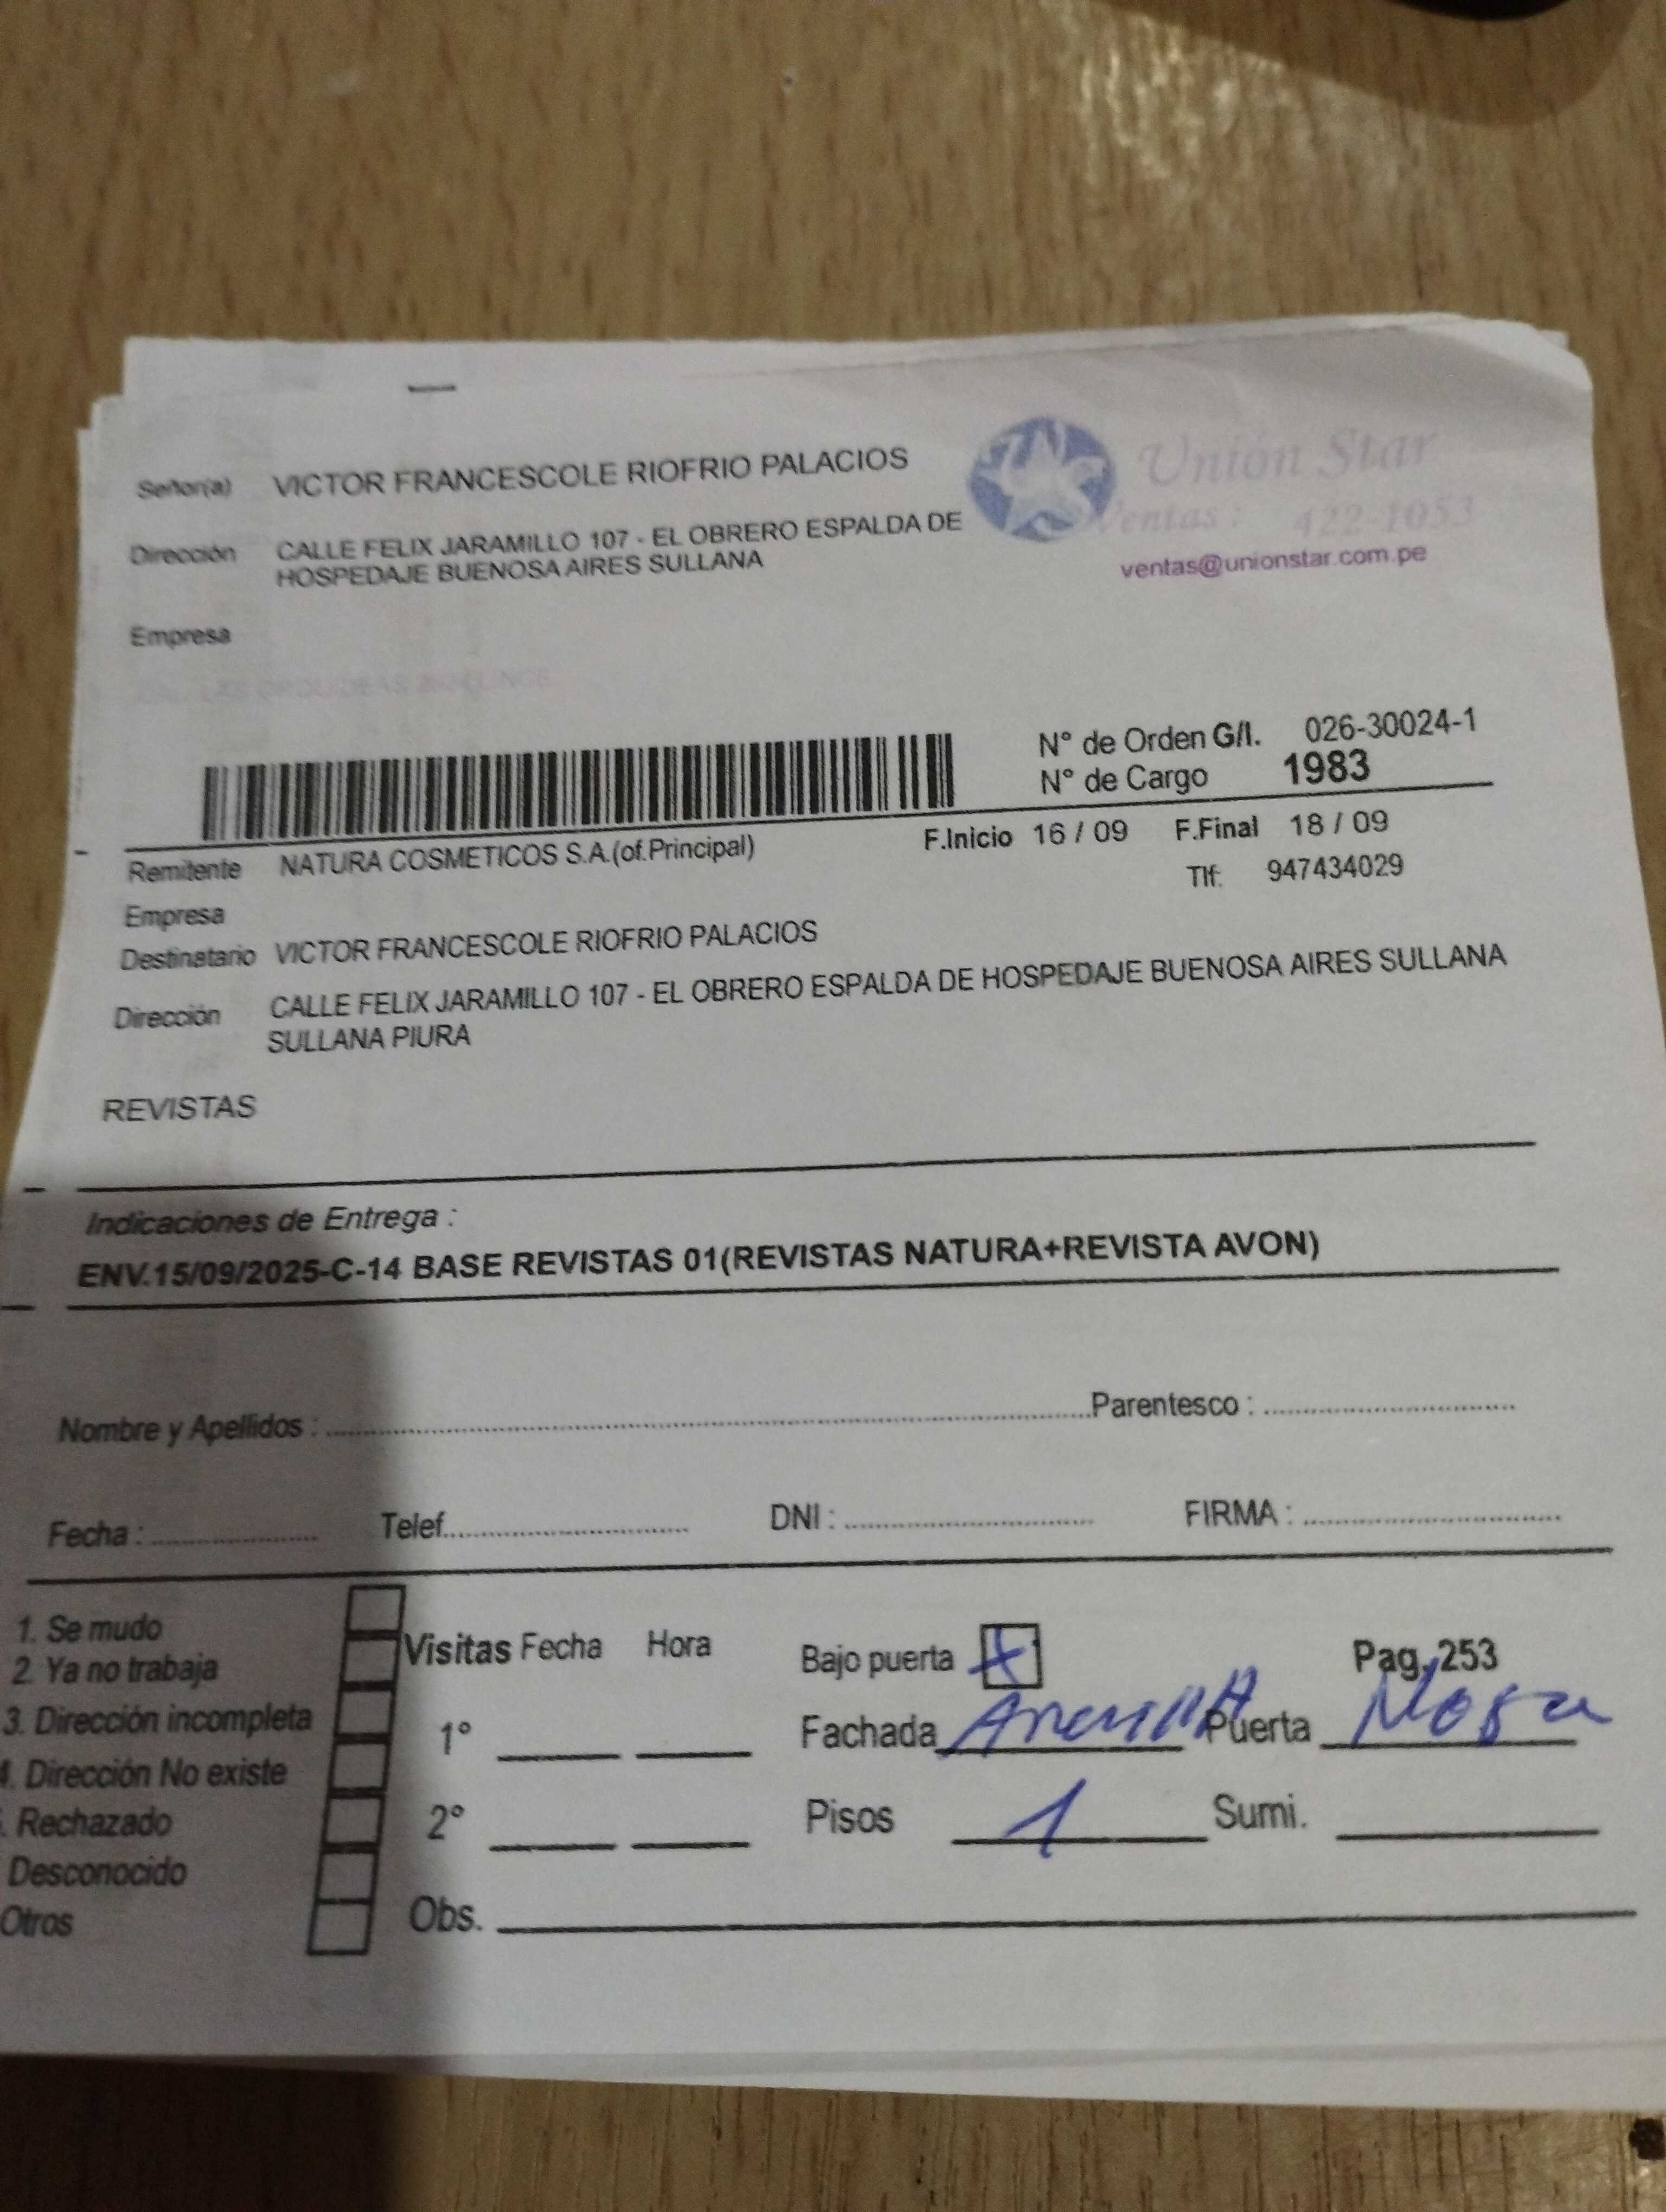 Señor(a) VICTOR FRANCESCOLE RIOFRIO PALACIOS
Unión Star
Dirección CALLE FELIX JARAMILLO 107 - EL OBRERO ESPALDA DE
HOSPEDAJE BUENOSA AIRES SULLANA
Ventas: 422-1053
ventas@unionstar.com.pe
Empresa
N° de Orden G/I. 026-30024-1
N° de Cargo 1983
F.Inicio 16 / 09 F.Final 18 / 09
Remitente NATURA COSMETICOS S.A.(of.Principal)
Tlf: 947434029
Empresa
Destinatario VICTOR FRANCESCOLE RIOFRIO PALACIOS
Dirección CALLE FELIX JARAMILLO 107 - EL OBRERO ESPALDA DE HOSPEDAJE BUENOSA AIRES SULLANA
SULLANA PIURA
REVISTAS
Indicaciones de Entrega :
ENV.15/09/2025-C-14 BASE REVISTAS 01(REVISTAS NATURA+REVISTA AVON)
Nombre y Apellidos : Parentesco :
Fecha : Telef. DNI : FIRMA :
1. Se mudo
2. Ya no trabaja
3. Dirección incompleta
4. Dirección No existe
. Rechazado
Desconocido
Otros
Visitas Fecha Hora
1°
2°
Obs.
Bajo puerta X Pag. 253
Fachada Puerta
Pisos 1 Sumi.